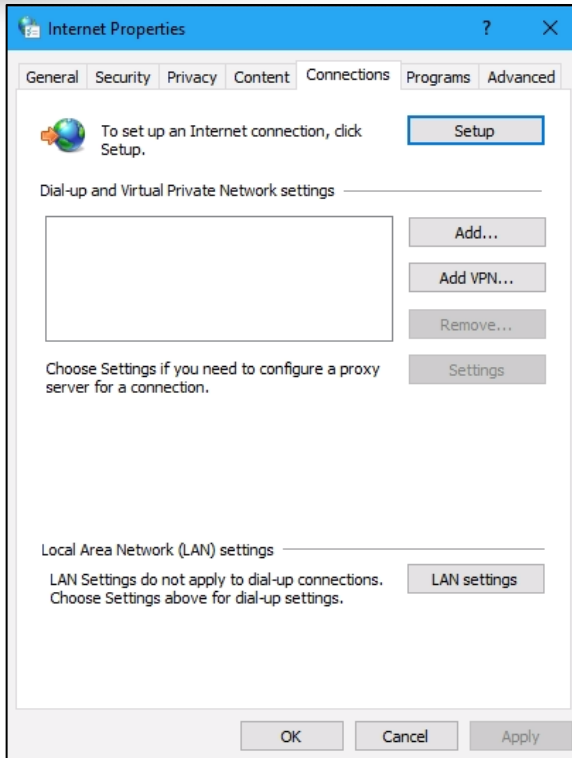 Internet Properties
?
General Security Privacy Content Connections Programs Advanced
To set up an Internet connection, click
Setup.
Setup
Dial-up and Virtual Private Network settings
Add...
Add VPN...
Remove...
Choose Settings if you need to configure a proxy
server for a connection.
Settings
Local Area Network (LAN) settings
LAN Settings do not apply to dial-up connections.
Choose Settings above for dial-up settings.
LAN settings
OK Cancel Apply